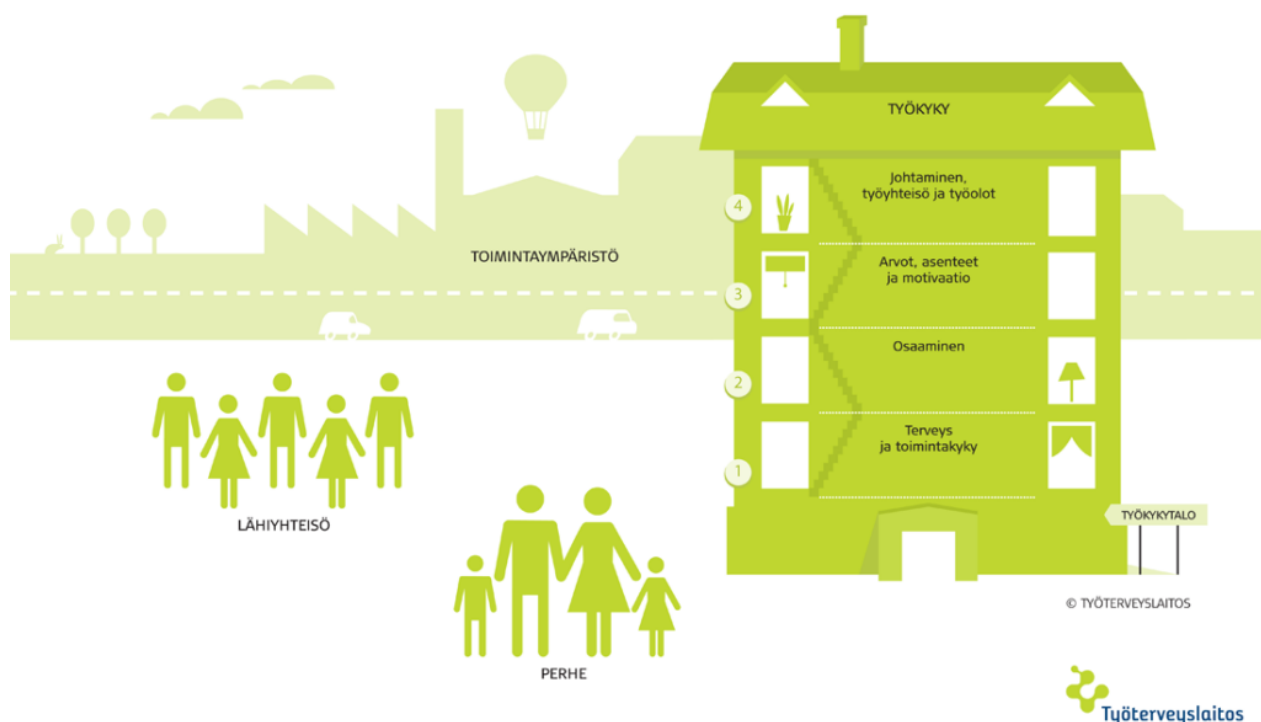 TYÖKYKY
4
Johtaminen,
työyhteisö ja työolot
TOIMINTAYMPÄRISTÖ
3
Arvot, asenteet
ja motivaatio
2
Osaaminen
1
Terveys
ja toimintakyky
LÄHIYHTEISÖ
TYÖKYKYTALO
© TYÖTERVEYSLAITOS
PERHE
Työterveyslaitos